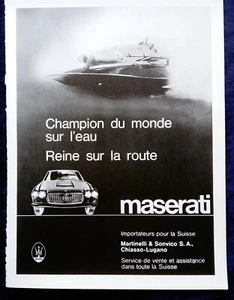 Champion du monde
sur l'eau
Reine sur la route
maserati
Importateurs pour la Suisse
Martinelli & Sonvico S. A.,
Chiasso-Lugano
Service de vente et assistance
dans toute la Suisse